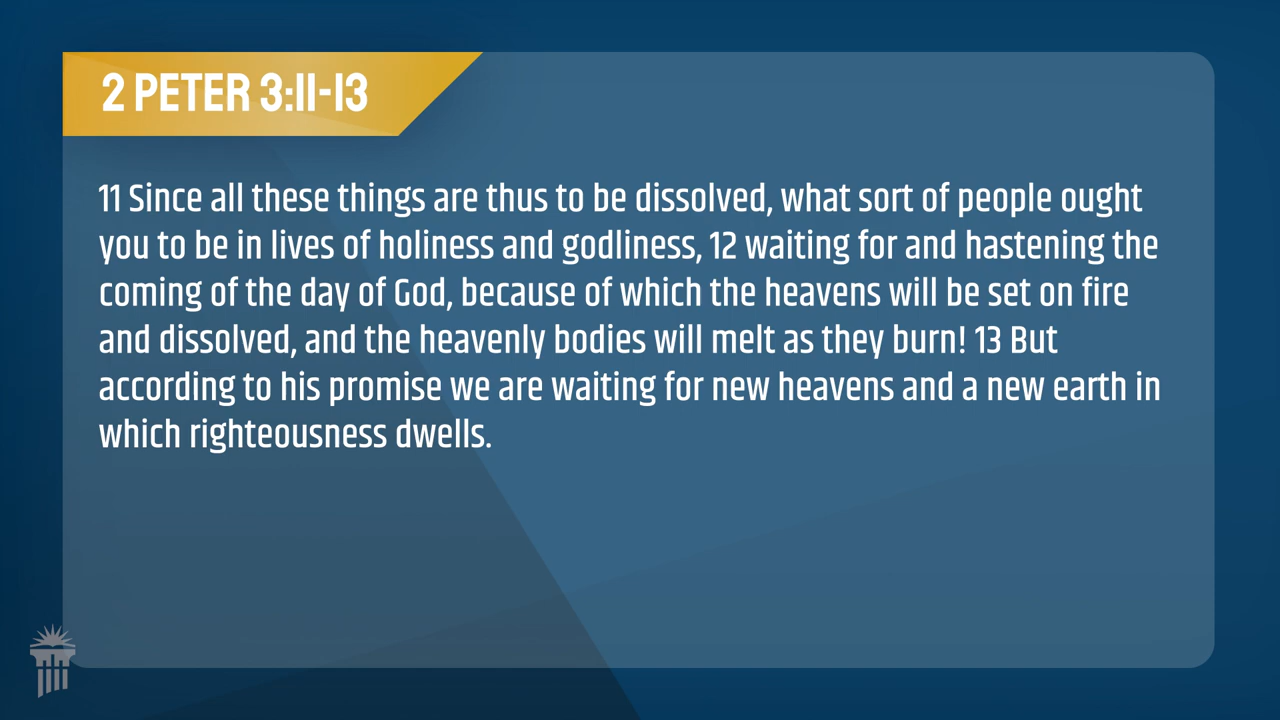 2 PETER 3:11-13
11 Since all these things are thus to be dissolved, what sort of people ought
you to be in lives of holiness and godliness, 12 waiting for and hastening the
coming of the day of God, because of which the heavens will be set on fire
and dissolved, and the heavenly bodies will melt as they burn! 13 But
according to his promise we are waiting for new heavens and a new earth in
which righteousness dwells.